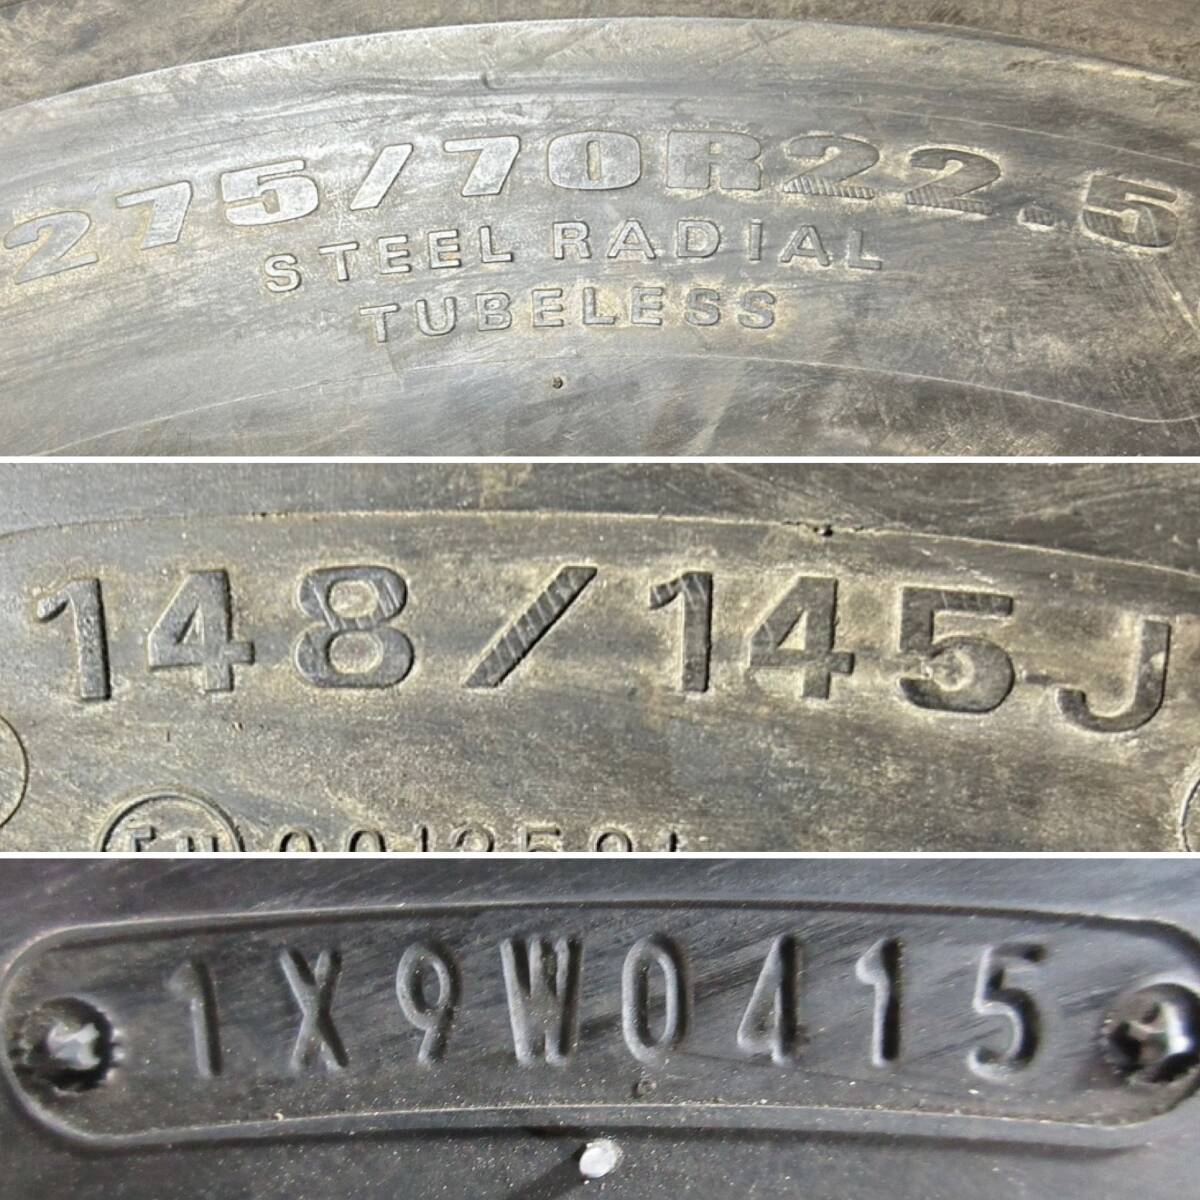 275/70R22.5
STEEL RADIAL
TUBELESS
148/145J
1X9W0415